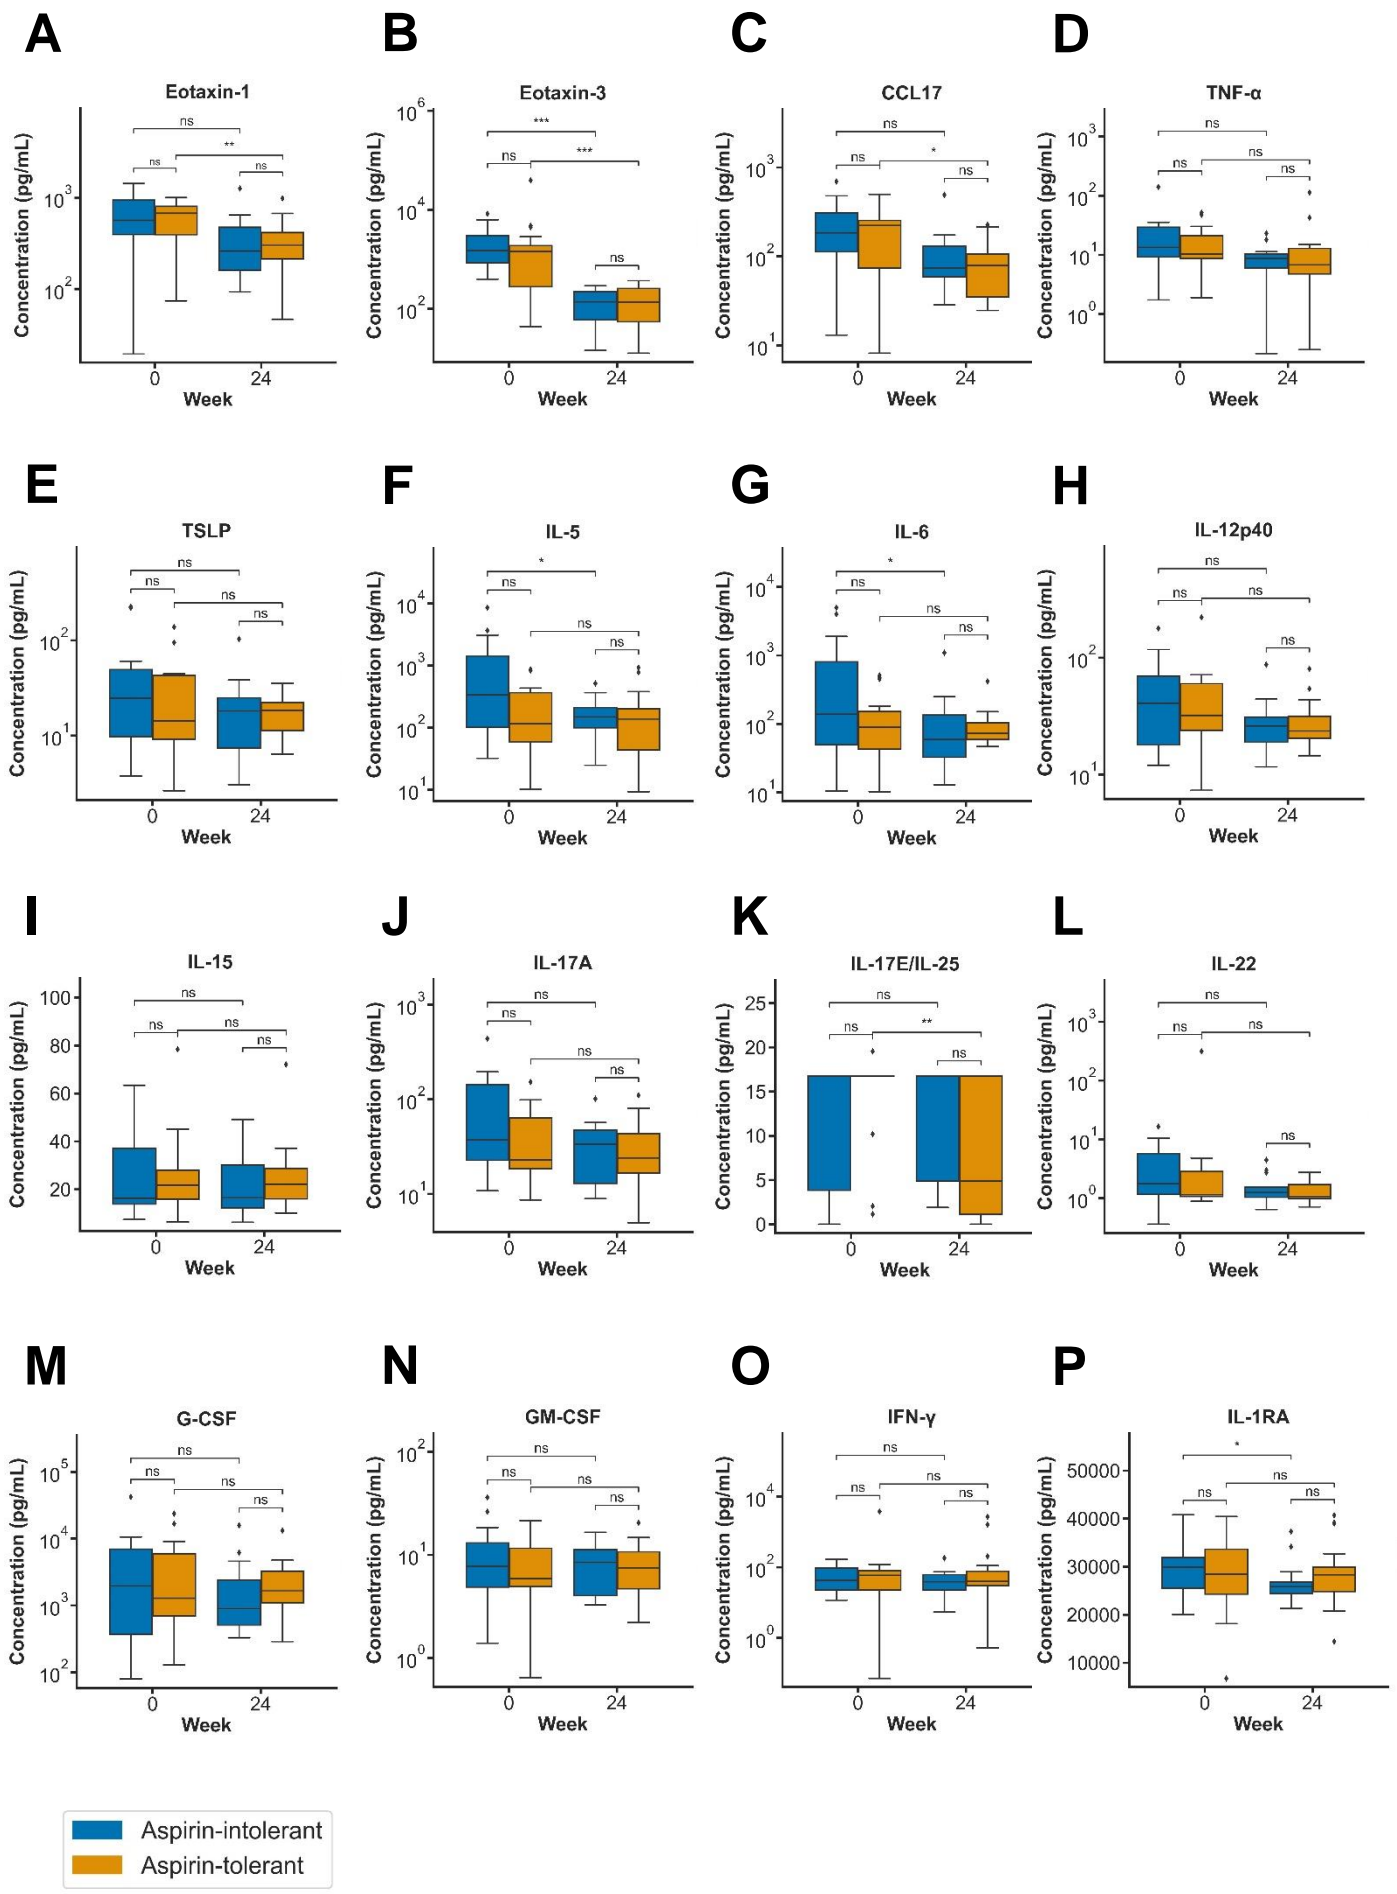 A
Eotaxin-1
Concentration (pg/mL)
10^3
10^2
ns
**
ns
ns
0
24
Week
B
Eotaxin-3
Concentration (pg/mL)
10^6
10^4
10^2
***
ns
***
ns
0
24
Week
C
CCL17
Concentration (pg/mL)
10^3
10^2
10^1
ns
ns
*
ns
0
24
Week
D
TNF-α
Concentration (pg/mL)
10^3
10^2
10^1
10^0
ns
ns
ns
ns
0
24
Week
E
TSLP
Concentration (pg/mL)
10^2
10^1
ns
ns
ns
ns
0
24
Week
F
IL-5
Concentration (pg/mL)
10^4
10^3
10^2
10^1
*
ns
ns
ns
0
24
Week
G
IL-6
Concentration (pg/mL)
10^4
10^3
10^2
10^1
*
ns
ns
ns
0
24
Week
H
IL-12p40
Concentration (pg/mL)
10^2
10^1
ns
ns
ns
ns
0
24
Week
I
IL-15
Concentration (pg/mL)
100
80
60
40
20
ns
ns
ns
ns
0
24
Week
J
IL-17A
Concentration (pg/mL)
10^3
10^2
10^1
ns
ns
ns
ns
0
24
Week
K
IL-17E/IL-25
Concentration (pg/mL)
25
20
15
10
5
0
ns
ns
**
ns
0
24
Week
L
IL-22
Concentration (pg/mL)
10^3
10^2
10^1
10^0
ns
ns
ns
ns
0
24
Week
M
G-CSF
Concentration (pg/mL)
10^5
10^4
10^3
10^2
ns
ns
ns
ns
0
24
Week
N
GM-CSF
Concentration (pg/mL)
10^2
10^1
10^0
ns
ns
ns
ns
0
24
Week
O
IFN-γ
Concentration (pg/mL)
10^4
10^2
10^0
ns
ns
ns
ns
0
24
Week
P
IL-1RA
Concentration (pg/mL)
50000
40000
30000
20000
10000
*
ns
ns
ns
0
24
Week
Aspirin-intolerant
Aspirin-tolerant